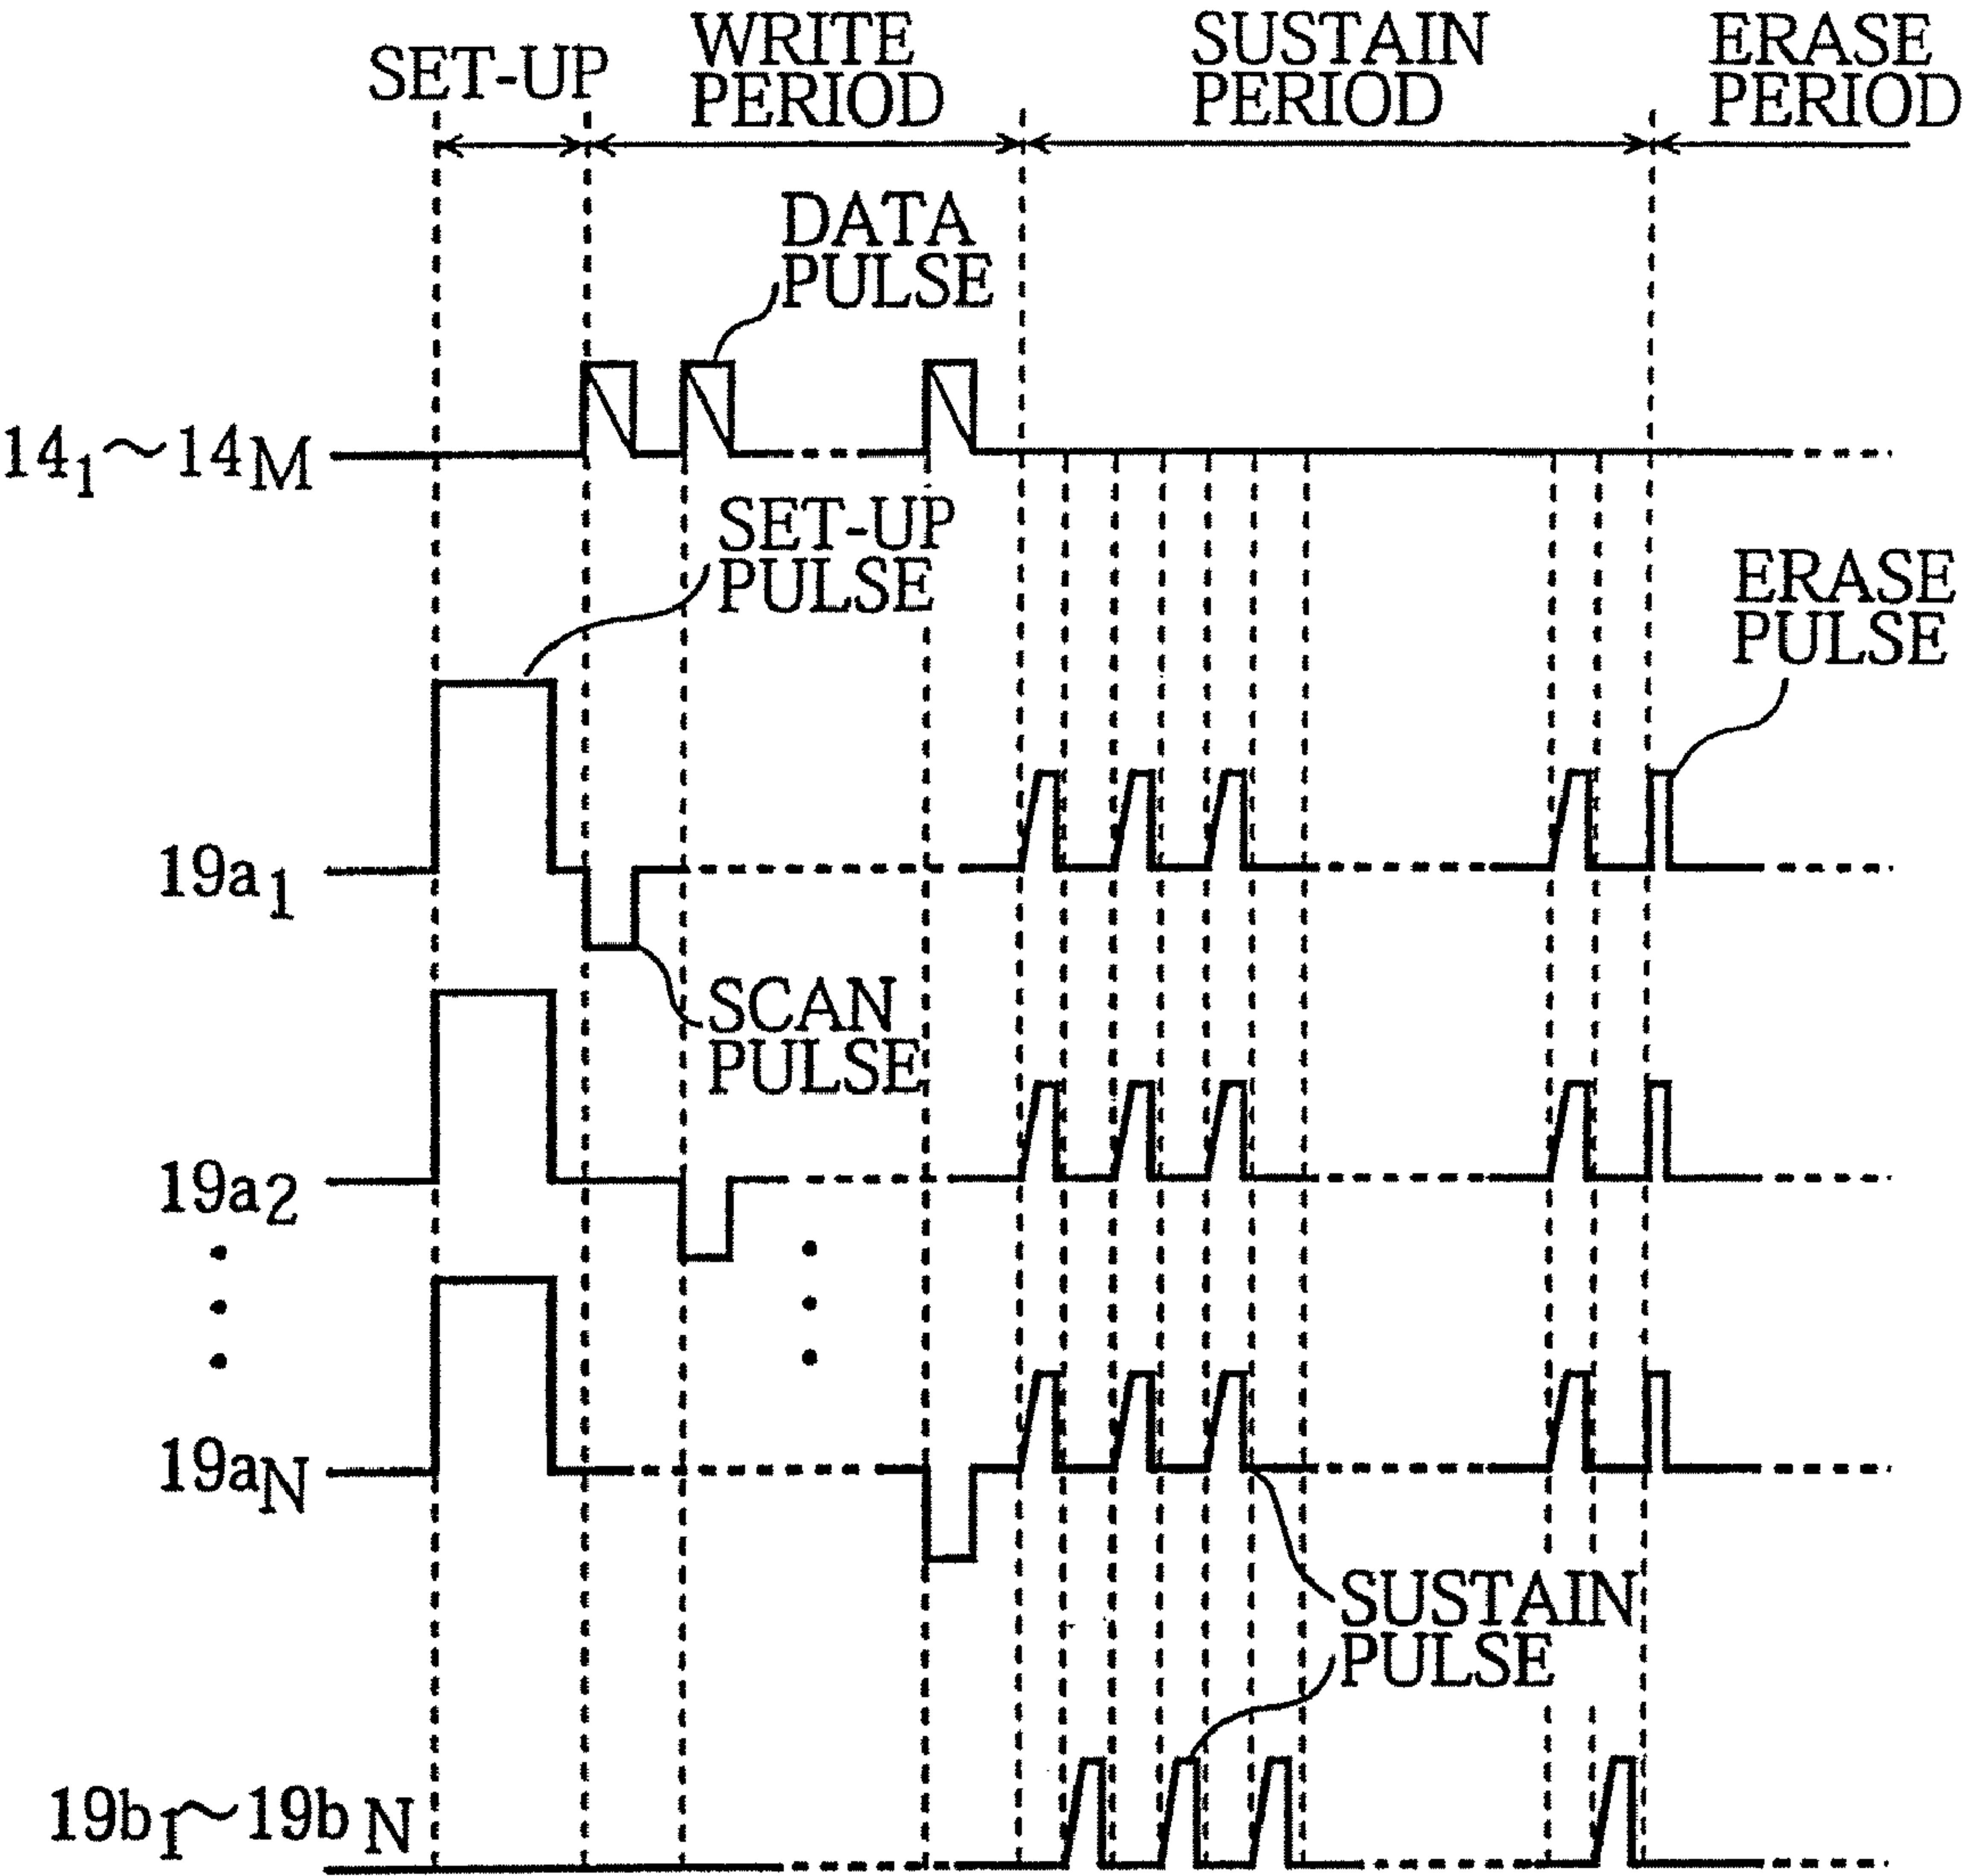 SET-UP
WRITE
PERIOD
SUSTAIN
PERIOD
ERASE
PERIOD
DATA
PULSE
14₁~14M
SET-UP
PULSE
ERASE
PULSE
19a₁
SCAN
PULSE
19a₂
19aN
SUSTAIN
PULSE
19b₁~19bN